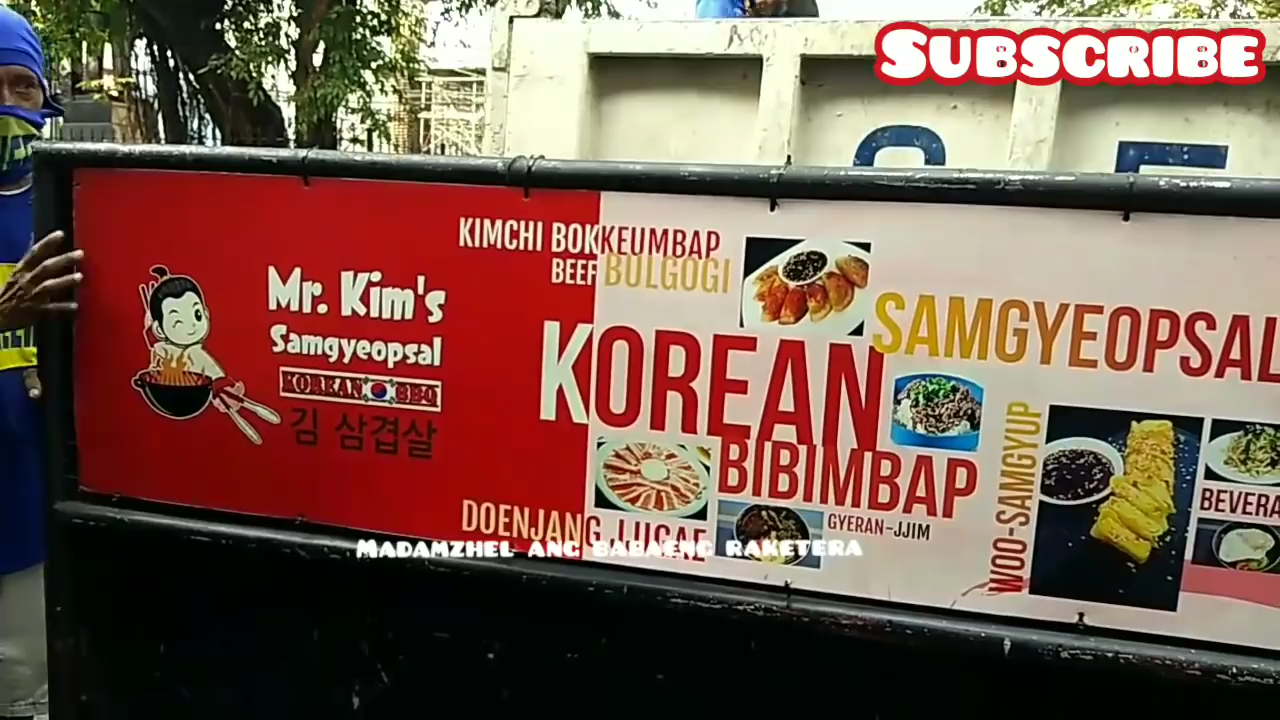 SUBSCRIBE
KIMCHI BOKKEUMBAP
BEEF BULGOGI
Mr. Kim's
Samgyeopsal
KOREAN BBQ
김 삼겹살
KOREAN
SAMGYEOPSAL
BIBIMBAP
GYERAN-JJIM
WOO-SAMGYUP
BEVERA
DOENJANG JIGAE
MADAMZHEL ANG BABAENG RAKETERA